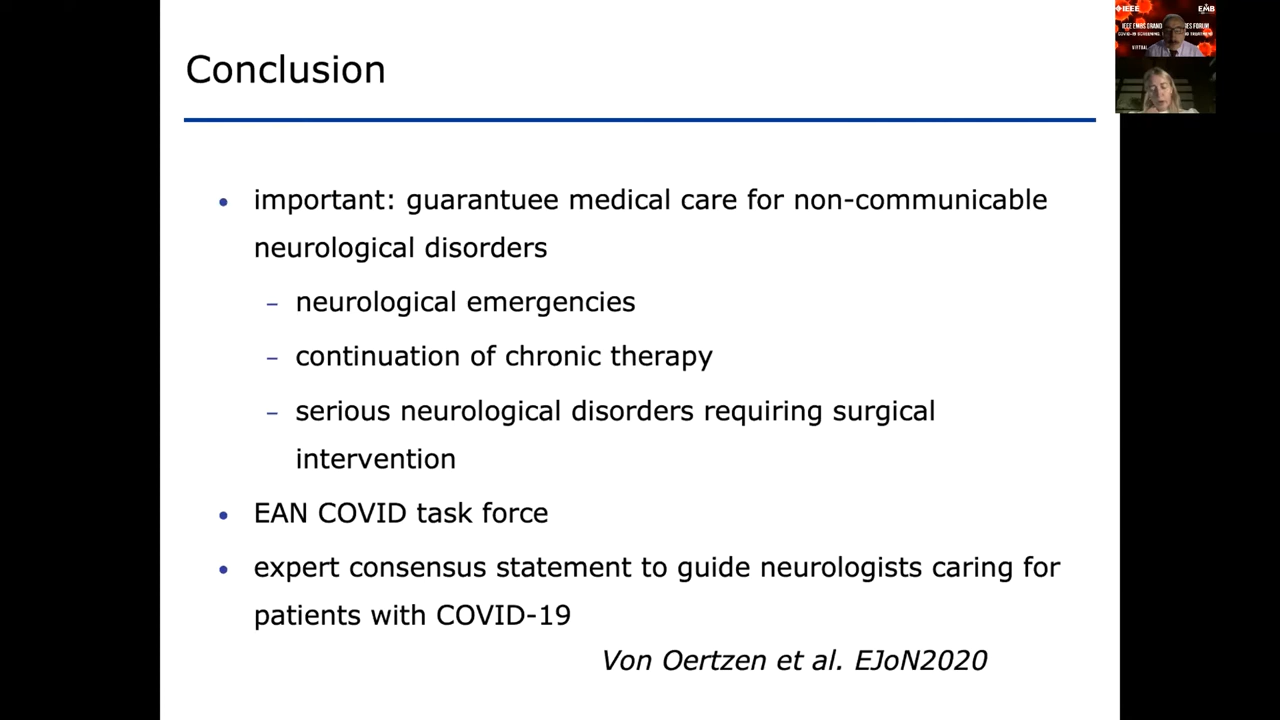 IEEE
EMB
Conclusion
important: guarantuee medical care for non-communicable
neurological disorders
– neurological emergencies
– continuation of chronic therapy
– serious neurological disorders requiring surgical
intervention
EAN COVID task force
expert consensus statement to guide neurologists caring for
patients with COVID-19
Von Oertzen et al. EJoN2020